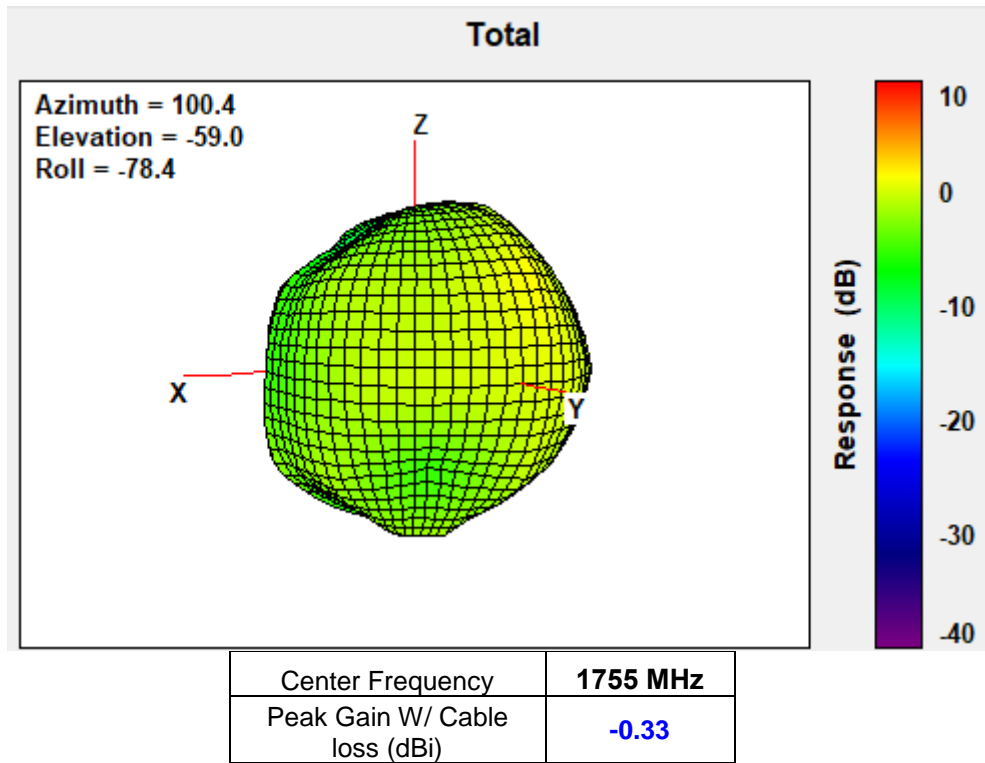 Total
Azimuth = 100.4
Elevation = -59.0
Roll = -78.4
Z
X
Y
10
0
-10
-20
-30
-40
Response (dB)
Center Frequency 1755 MHz
Peak Gain W/ Cable
loss (dBi) -0.33